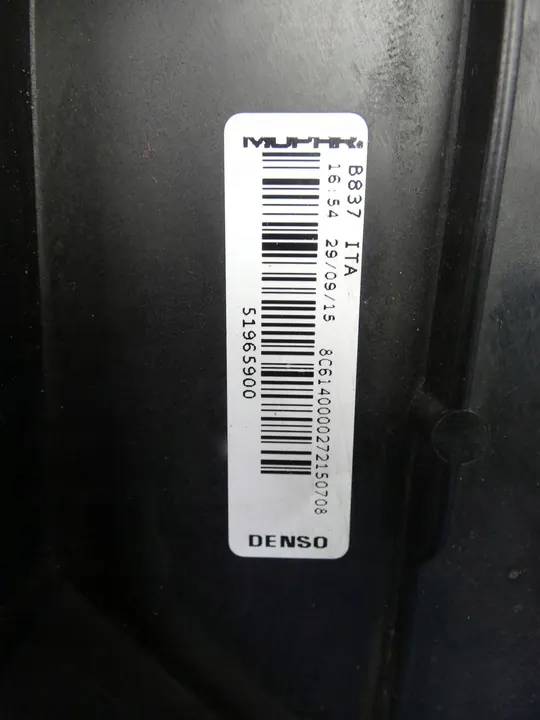 MOPAR®
B837 ITA
16:54 29/09/15 8C6140000272150708
51965900
DENSO